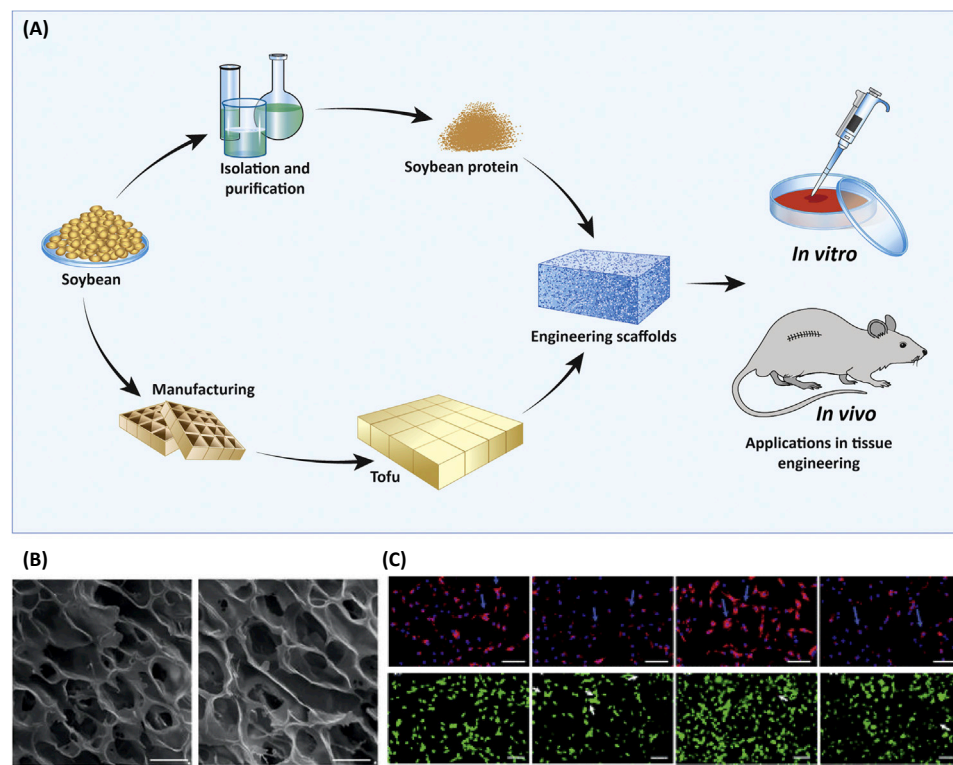 (A)
Isolation and
purification
Soybean protein
Soybean
In vitro
Engineering scaffolds
Manufacturing
Tofu
In vivo
Applications in tissue
engineering
(B)
(C)